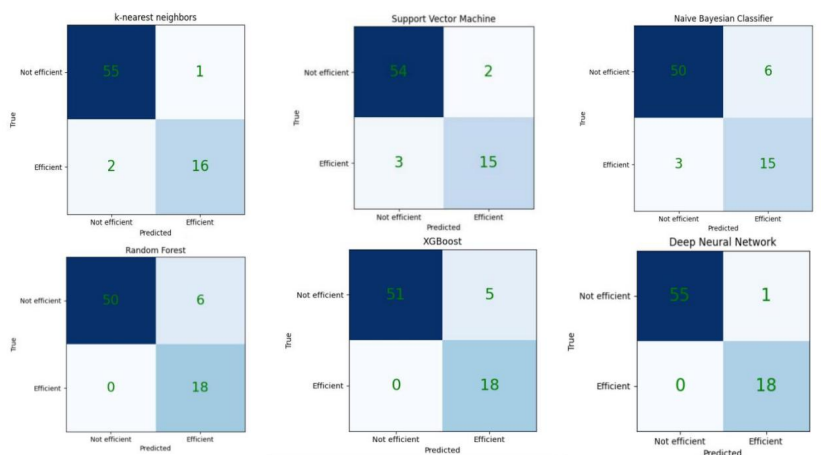 k-nearest neighbors
Not efficient
55
1
True
Efficient
2
16
Not efficient
Efficient
Predicted
Support Vector Machine
Not efficient
54
2
True
Efficient
3
15
Not efficient
Efficient
Predicted
Naive Bayesian Classifier
Not efficient
50
6
True
Efficient
3
15
Not efficient
Efficient
Predicted
Random Forest
Not efficient
50
6
True
Efficient
0
18
Not efficient
Efficient
Predicted
XGBoost
Not efficient
51
5
True
Efficient
0
18
Not efficient
Efficient
Predicted
Deep Neural Network
Not efficient
55
1
True
Efficient
0
18
Not efficient
Efficient
Predicted